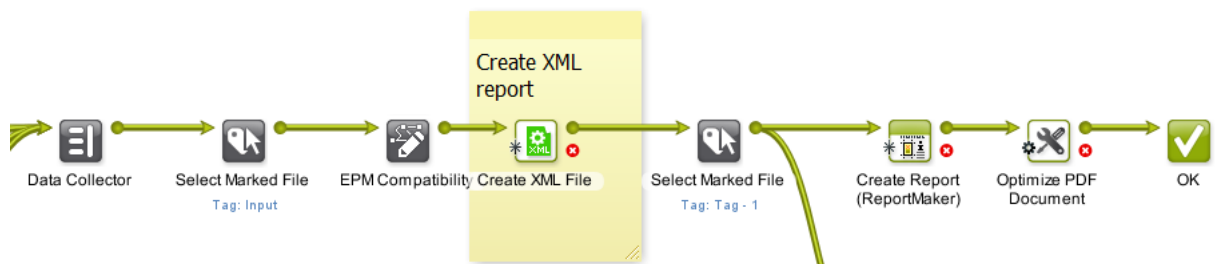 Create XML
report
XML
Data Collector
Select Marked File
Tag: Input
EPM Compatibility
Create XML File
Select Marked File
Tag: Tag - 1
Create Report
(ReportMaker)
Optimize PDF
Document
OK